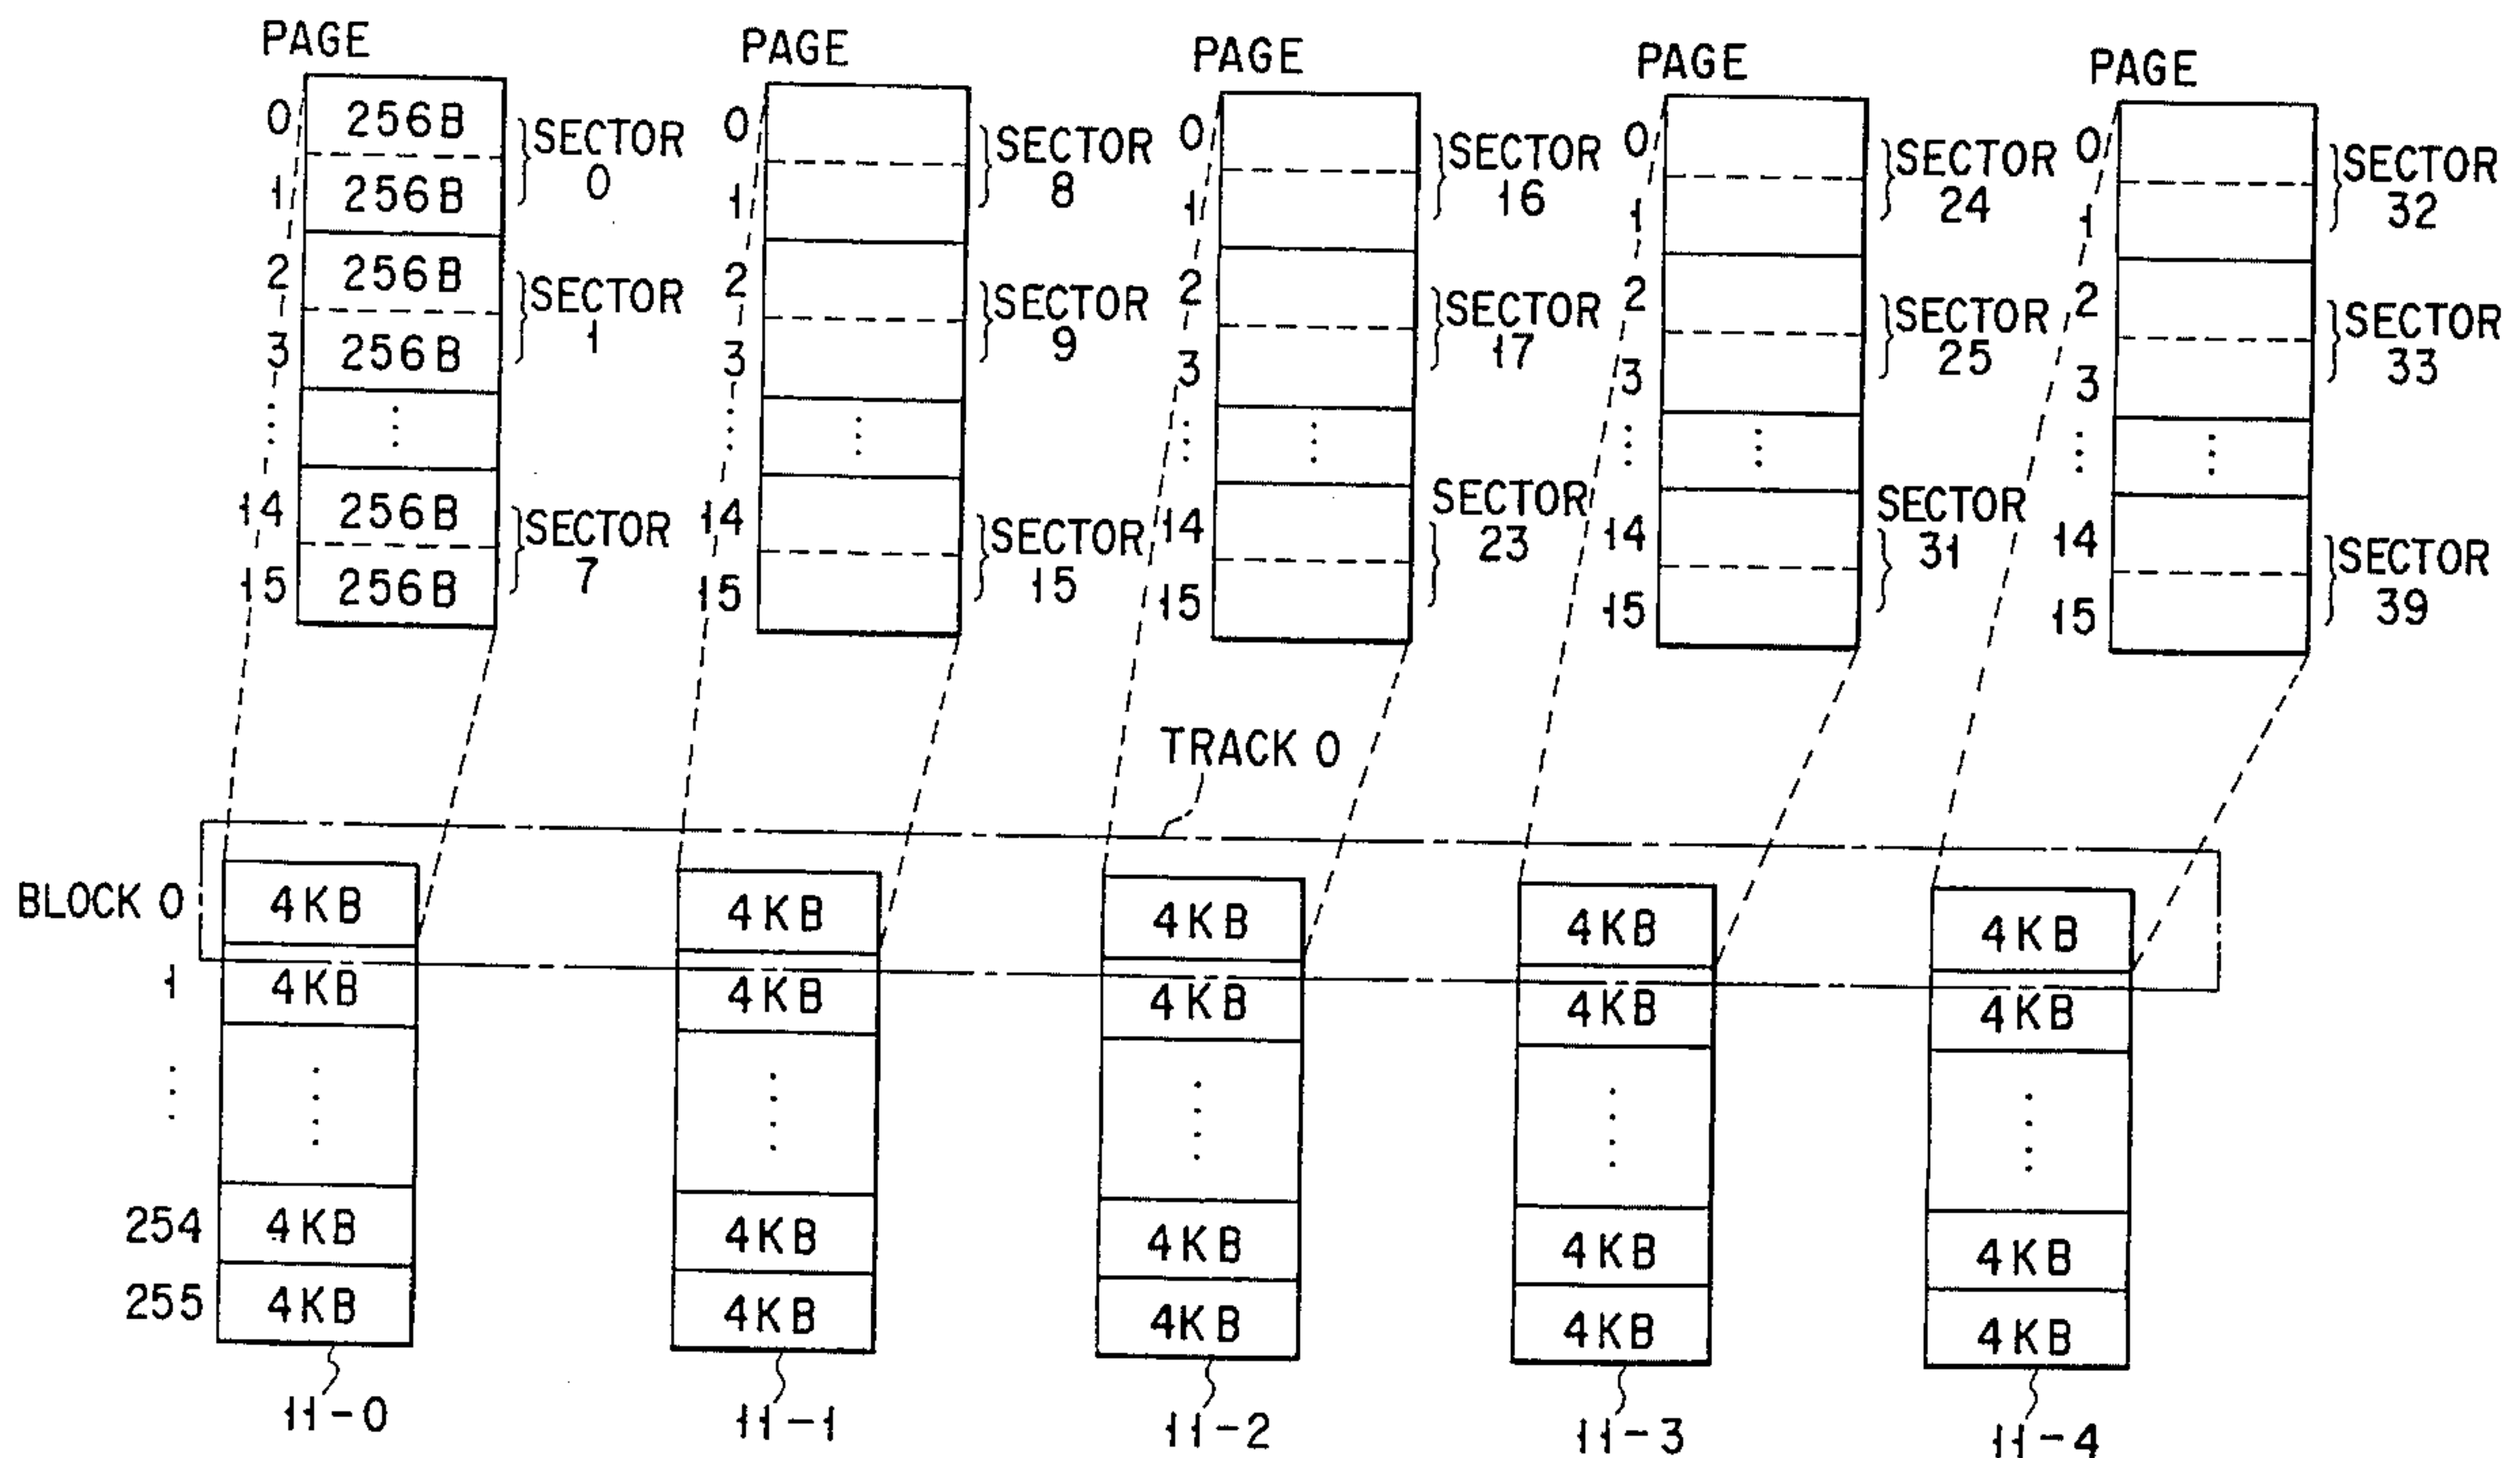 PAGE PAGE PAGE PAGE PAGE
0 256B SECTOR 0
1 256B
2 256B SECTOR 1
3 256B
14 256B SECTOR 7
15 256B
0 SECTOR 8
1
2 SECTOR 9
3
14 SECTOR 15
15
0 SECTOR 16
1
2 SECTOR 17
3
14 SECTOR 23
15
0 SECTOR 24
1
2 SECTOR 25
3
14 SECTOR 31
15
0 SECTOR 32
1
2 SECTOR 33
3
14 SECTOR 39
15
TRACK 0
BLOCK 0 4KB 4KB 4KB 4KB 4KB
1 4KB 4KB 4KB 4KB 4KB
254 4KB 4KB 4KB 4KB 4KB
255 4KB 4KB 4KB 4KB 4KB
11-0 11-1 11-2 11-3 11-4